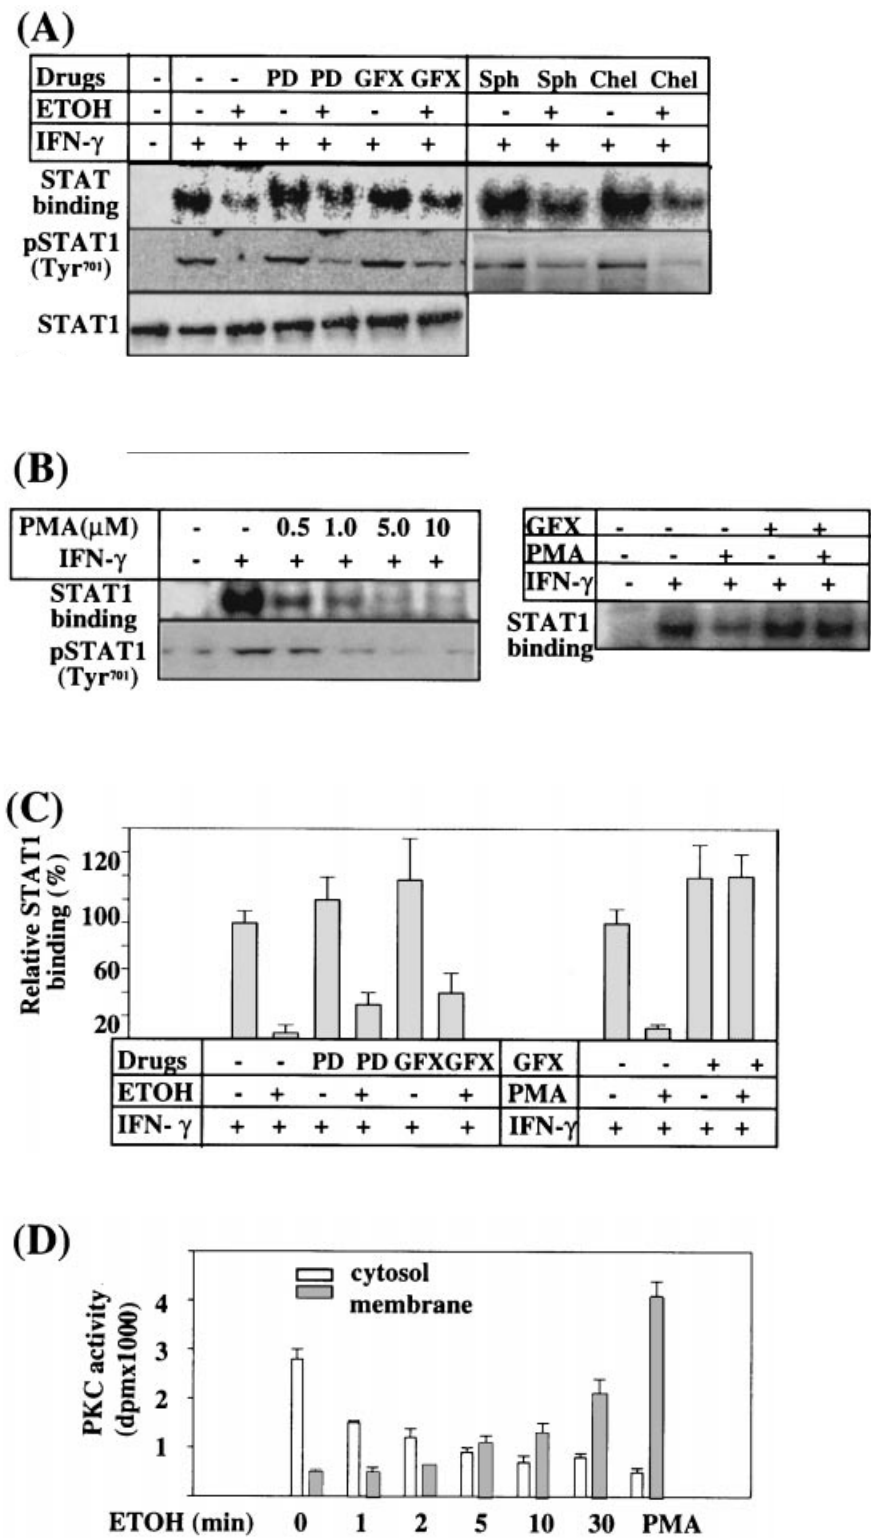 (A)
Drugs - - - PD PD GFX GFX Sph Sph Chel Chel
ETOH - - + - + - + - + - +
IFN-γ - + + + + + + + + + +
STAT
binding
pSTAT1
(Tyr⁷⁰¹)
STAT1
(B)
PMA(μM) - - 0.5 1.0 5.0 10
IFN-γ - + + + + +
STAT1
binding
pSTAT1
(Tyr⁷⁰¹)
GFX - - - + +
PMA - - + - +
IFN-γ - + + + +
STAT1
binding
(C)
Relative STAT1
binding (%)
120
100
60
20
Drugs - - PD PD GFX GFX GFX - - + +
ETOH - + - + - + PMA - + - +
IFN- γ + + + + + + IFN-γ + + + +
(D)
PKC activity
(dpmx1000)
4
3
2
1
cytosol
membrane
ETOH (min) 0 1 2 5 10 30 PMA